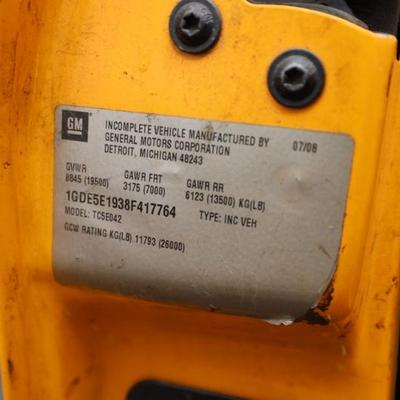 GM
INCOMPLETE VEHICLE MANUFACTURED BY
GENERAL MOTORS CORPORATION 07/08
DETROIT, MICHIGAN 48243
GVWR GAWR FRT GAWR RR
8845 (19500) 3175 (7000) 6123 (13500) KG(LB)
1GDE5E1938F417764 TYPE: INC VEH
MODEL: TC5E042
GCW RATING KG(LB) 11793 (26000)